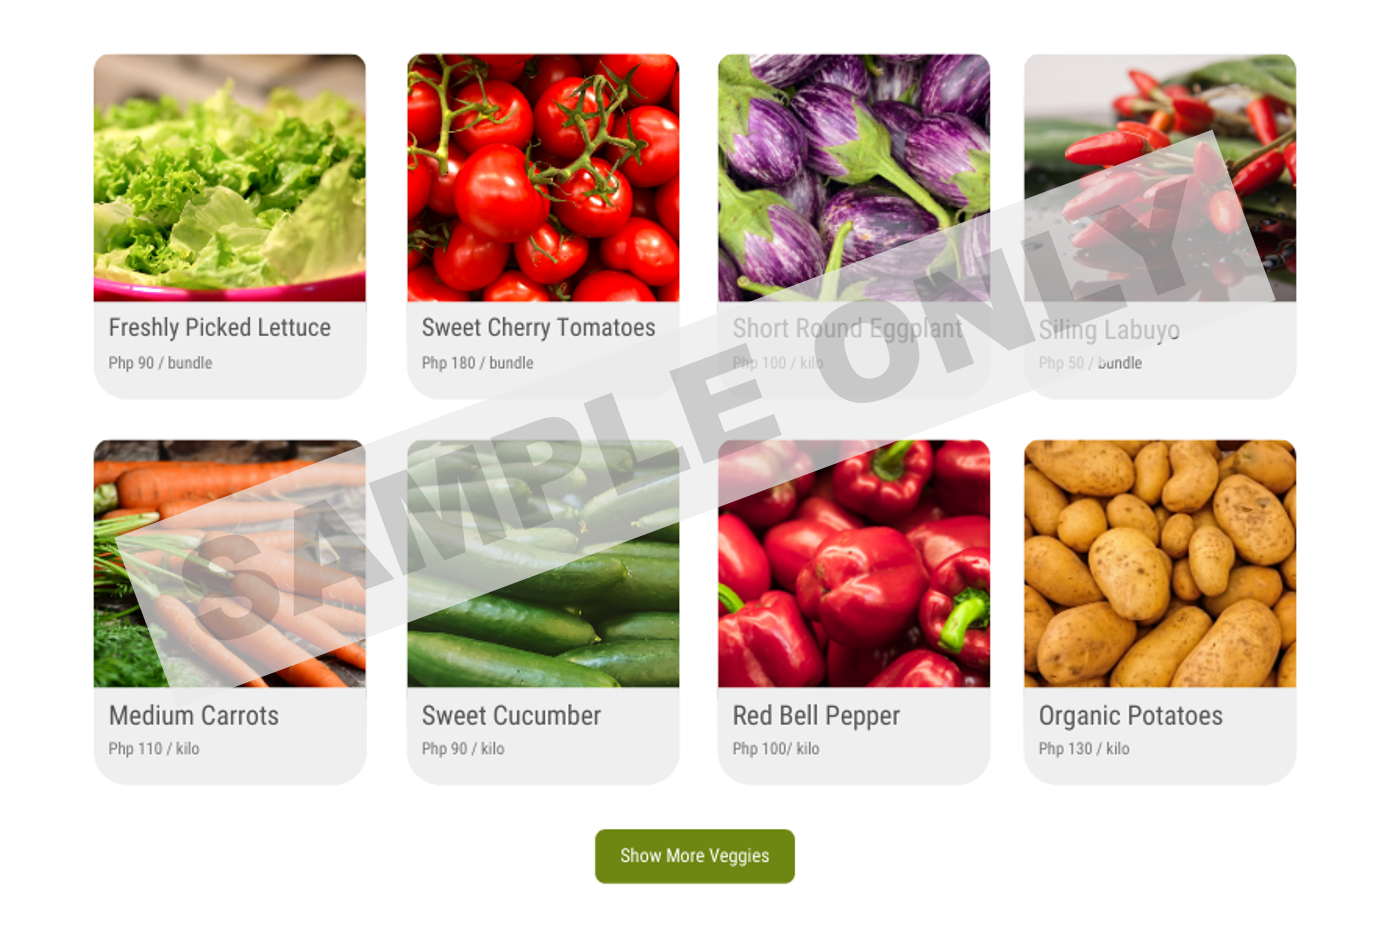 Freshly Picked Lettuce
Php 90 / bundle
Sweet Cherry Tomatoes
Php 180 / bundle
Short Round Eggplant
Php 100 / kilo
Siling Labuyo
Php 50 / bundle
SAMPLE ONLY
Medium Carrots
Php 110 / kilo
Sweet Cucumber
Php 90 / kilo
Red Bell Pepper
Php 100/ kilo
Organic Potatoes
Php 130 / kilo
Show More Veggies